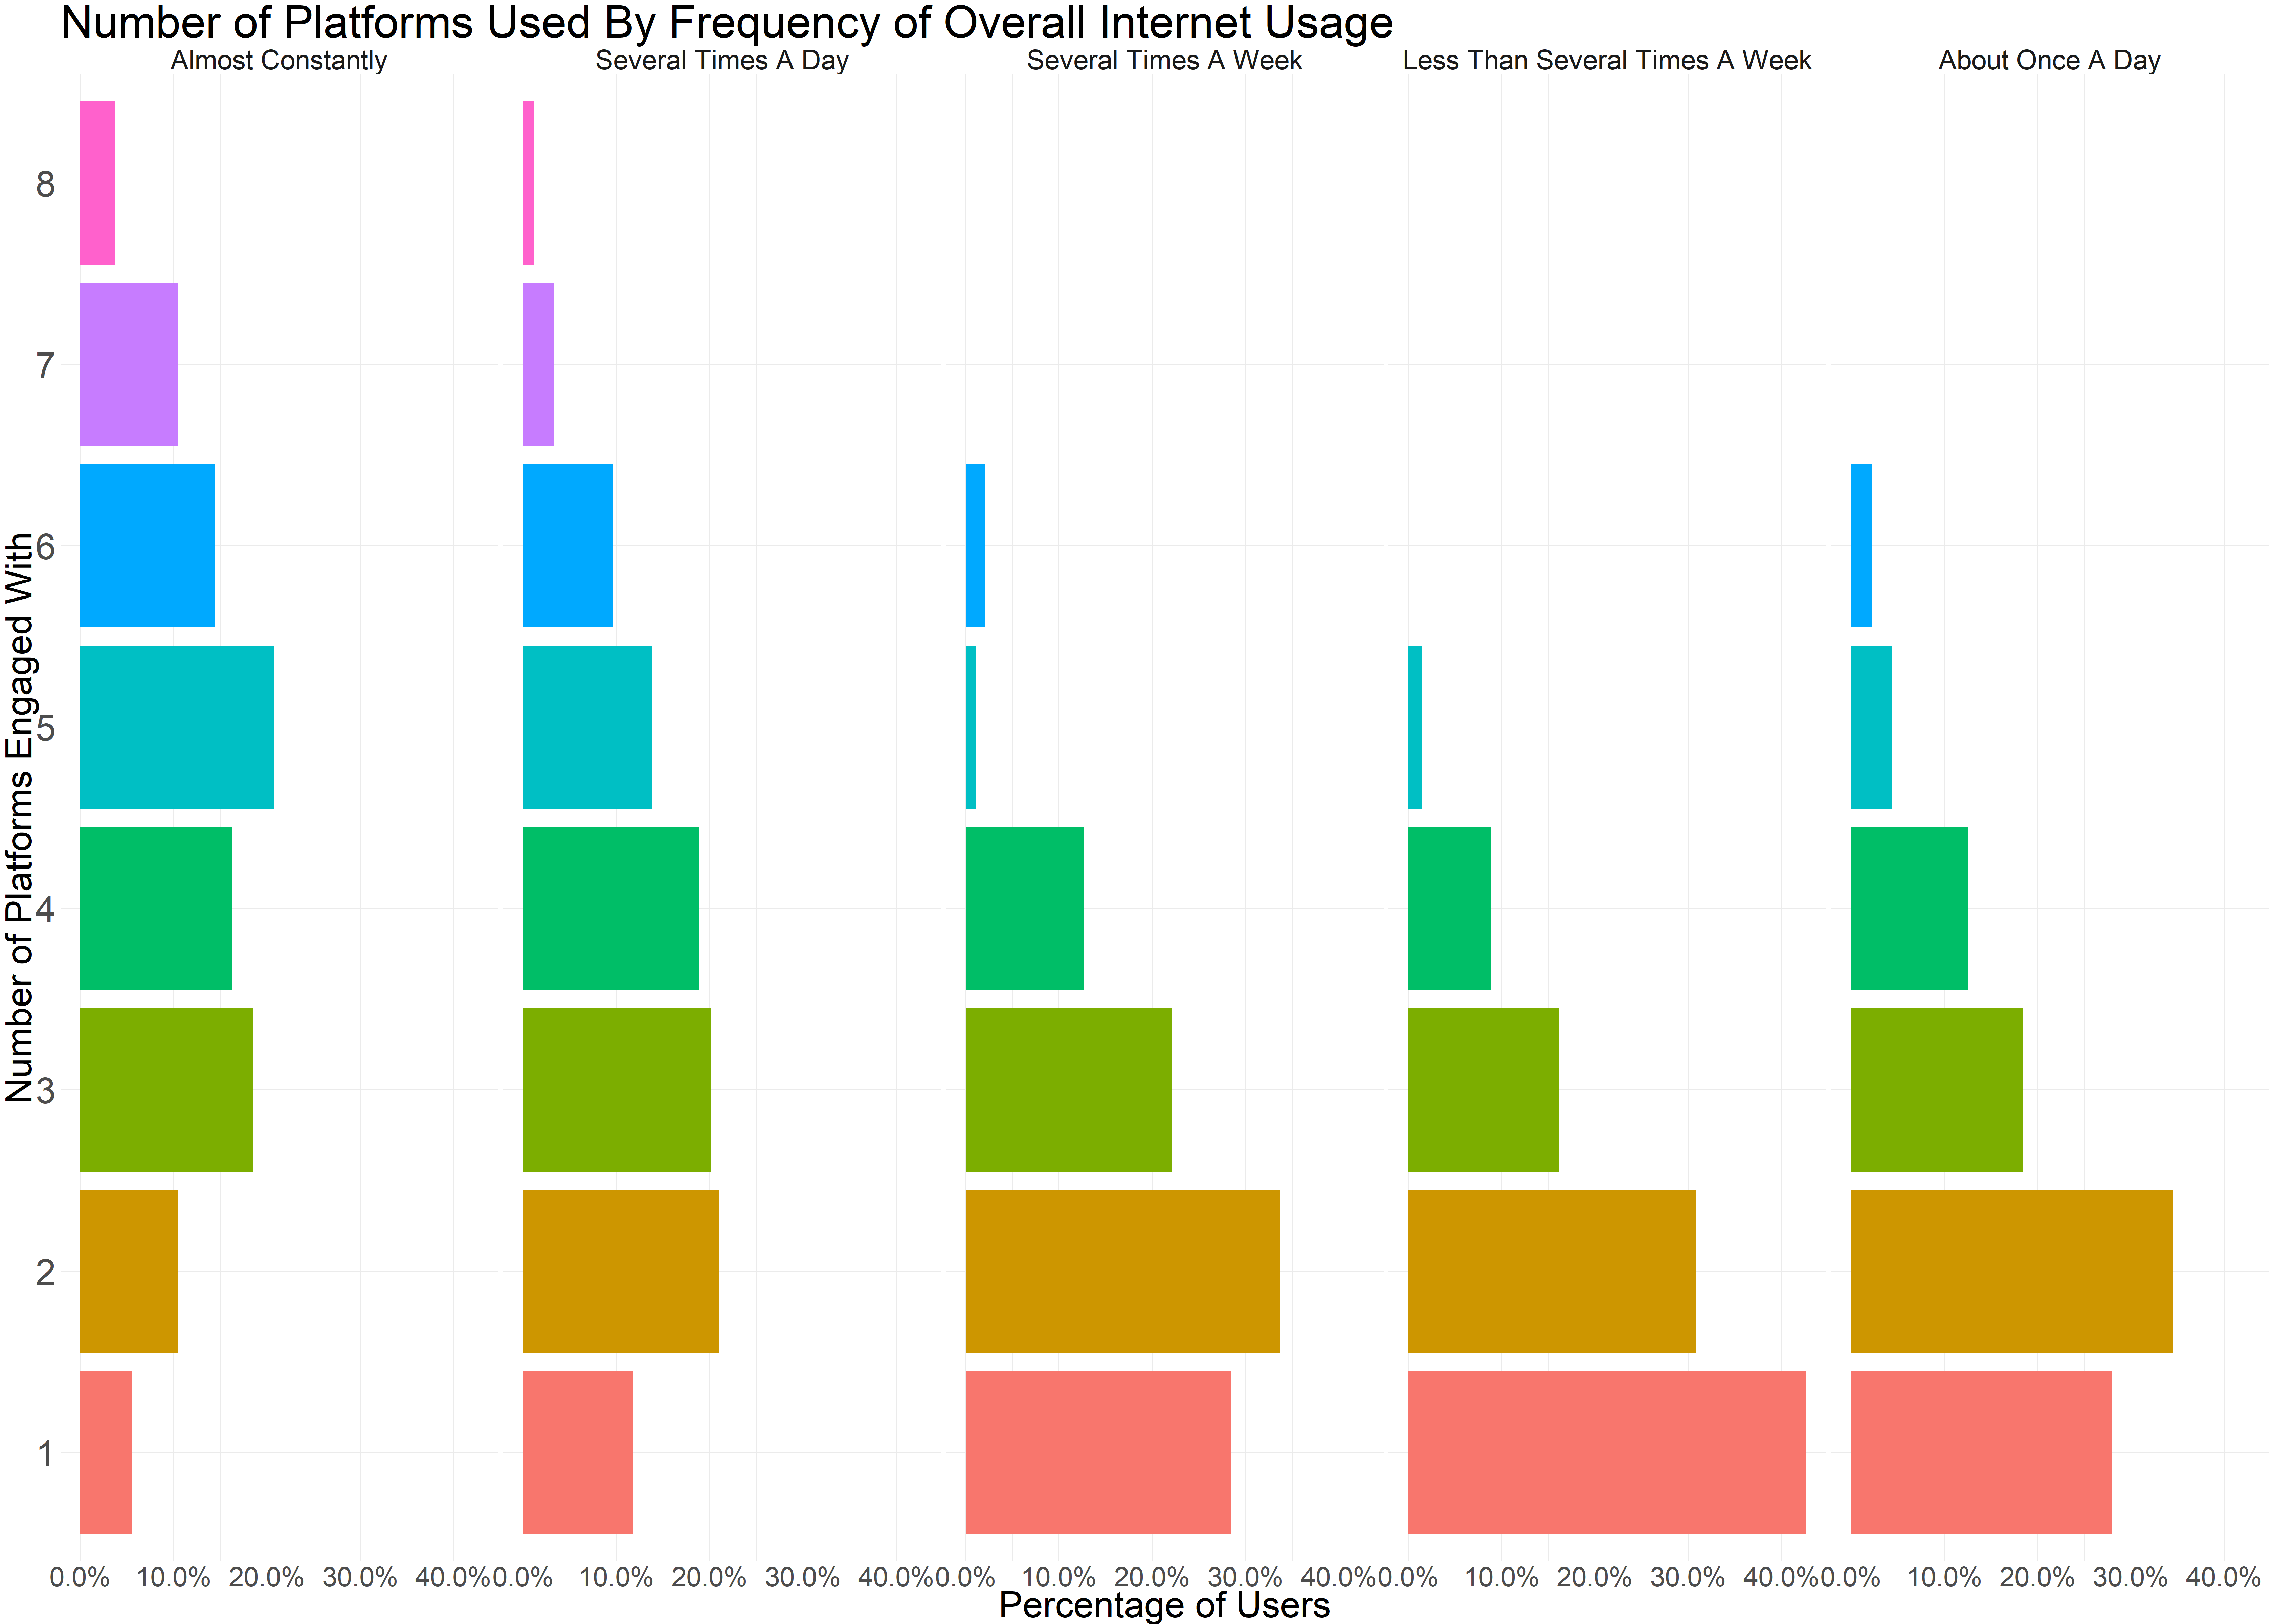 Number of Platforms Used By Frequency of Overall Internet Usage
Almost Constantly
Several Times A Day
Several Times A Week
Less Than Several Times A Week
About Once A Day
Number of Platforms Engaged With
8
7
6
5
4
3
2
1
0.0% 10.0% 20.0% 30.0% 40.0%
0.0% 10.0% 20.0% 30.0% 40.0%
0.0% 10.0% 20.0% 30.0% 40.0%
0.0% 10.0% 20.0% 30.0% 40.0%
0.0% 10.0% 20.0% 30.0% 40.0%
Percentage of Users